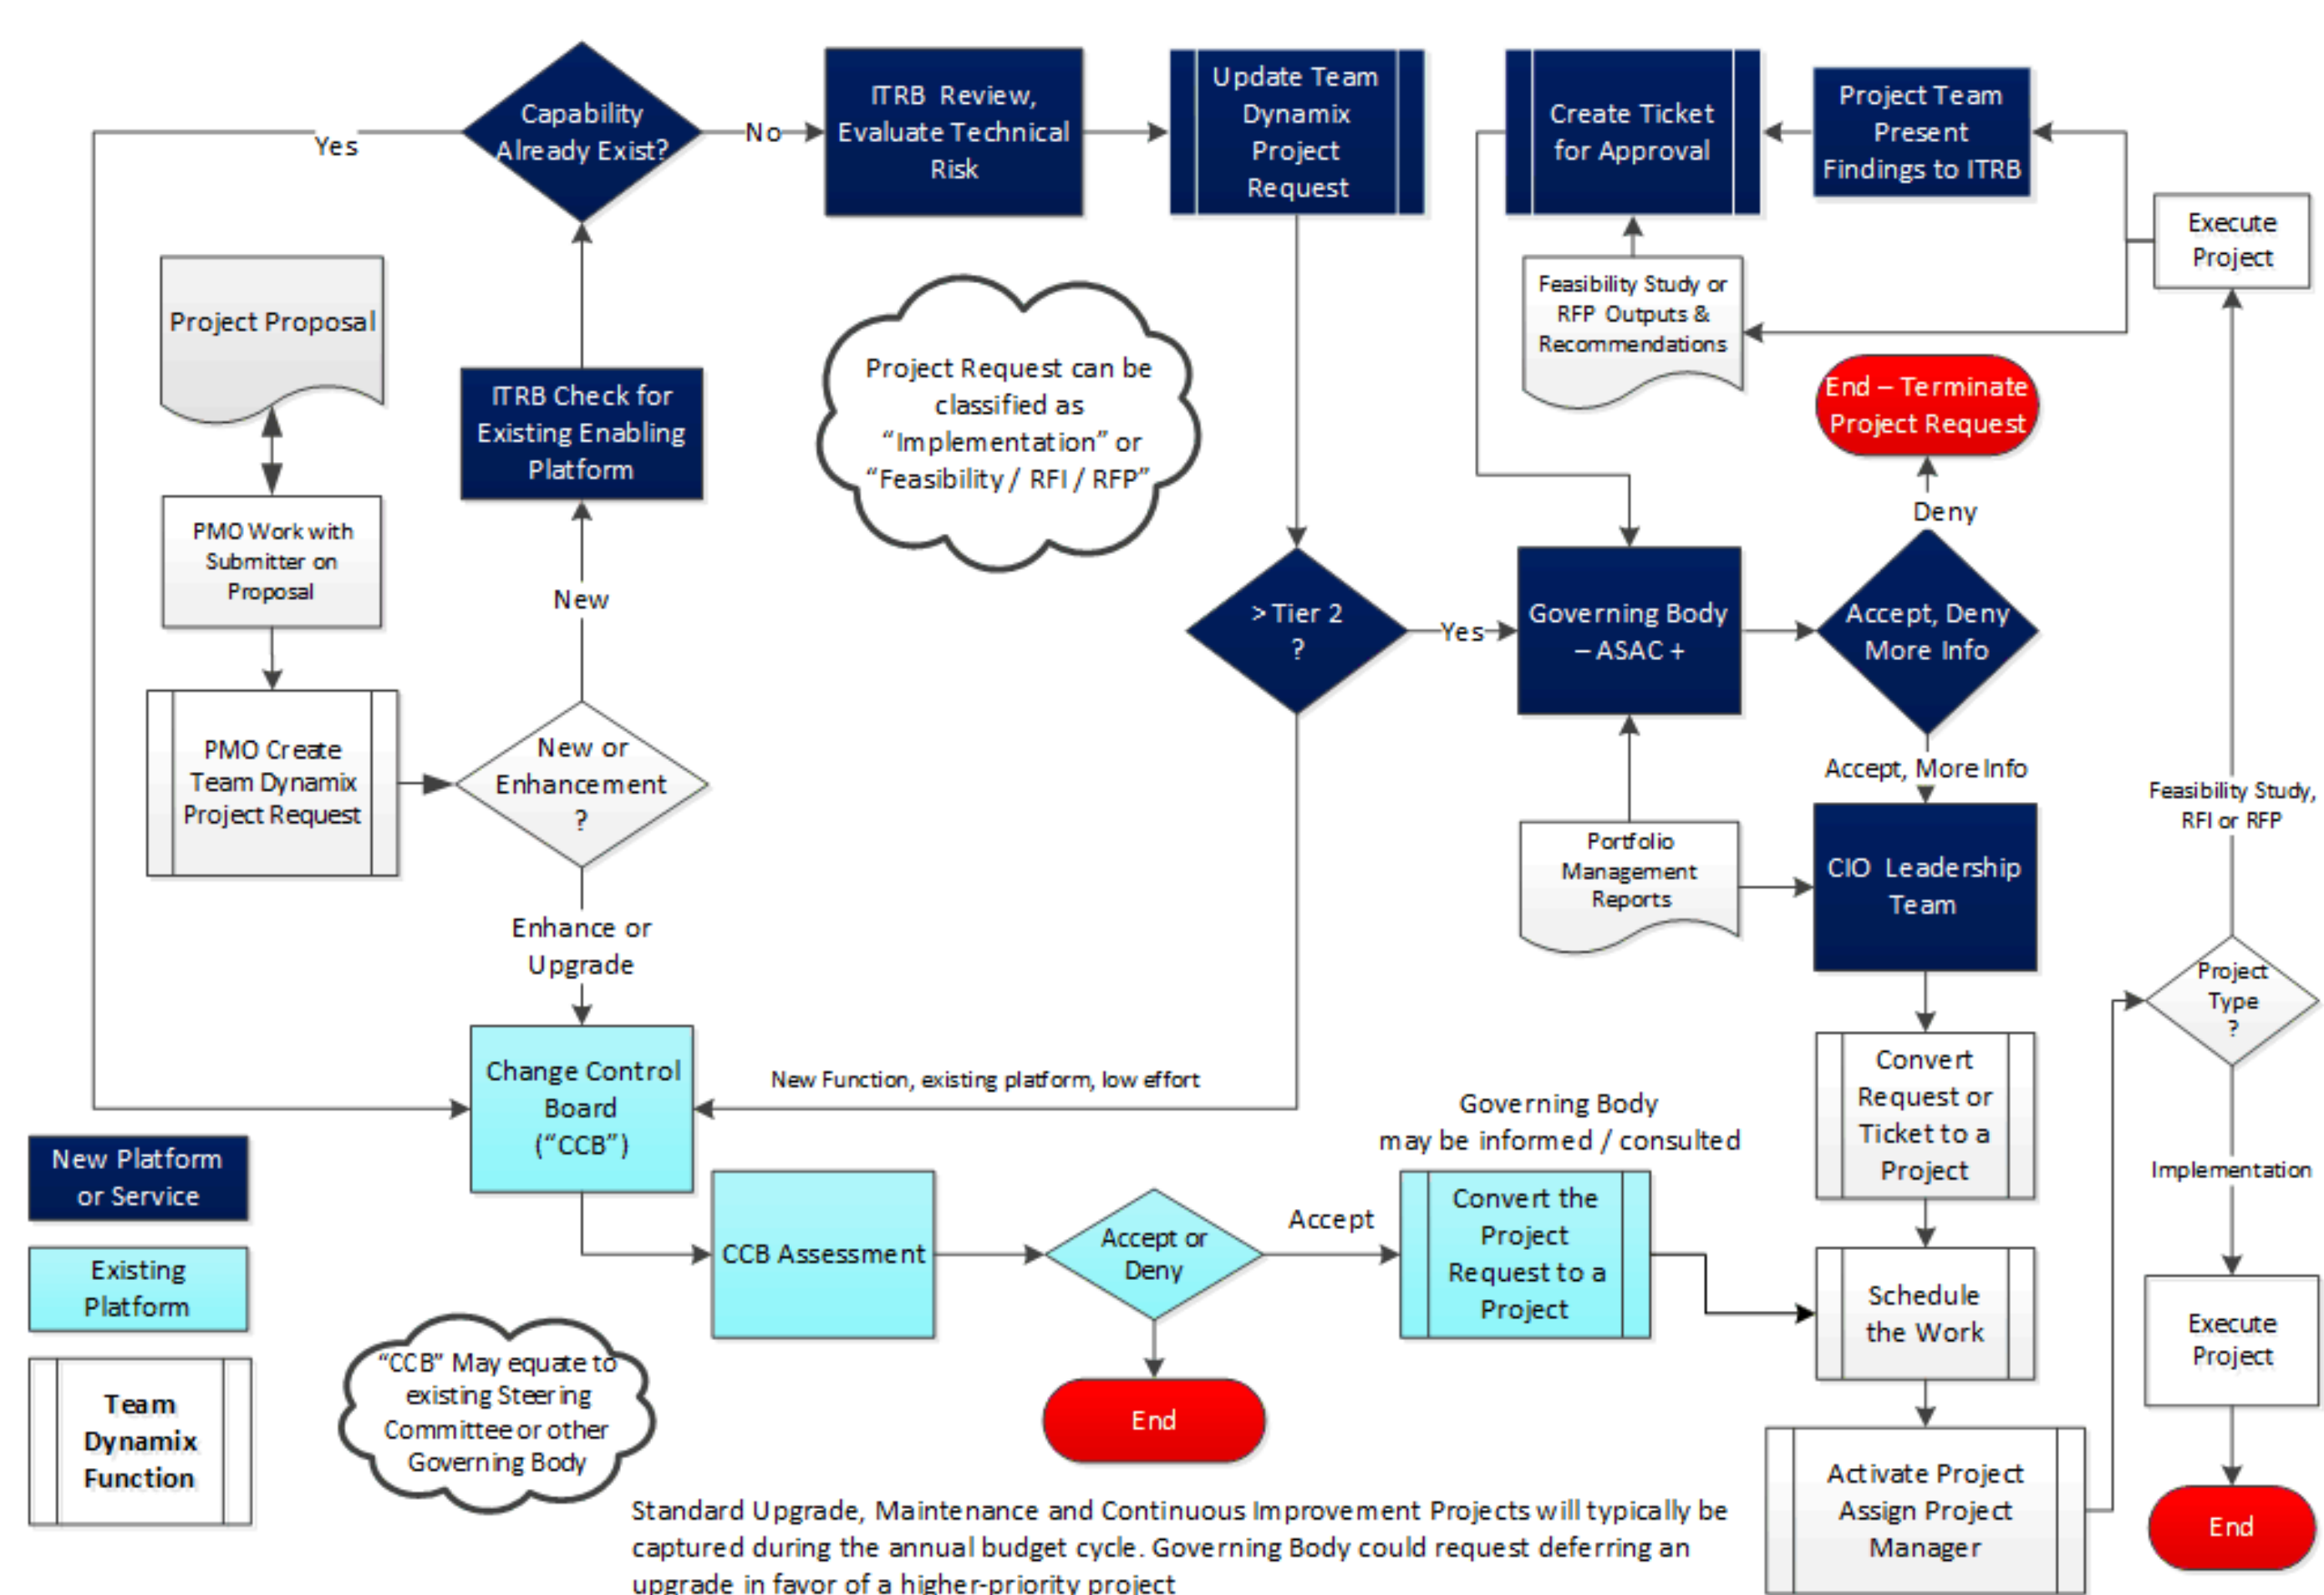 Capability
Already Exist?
Yes
No
ITRB Review,
Evaluate Technical
Risk
Update Team
Dynamix
Project
Request
Create Ticket
for Approval
Project Team
Present
Findings to ITRB
Execute
Project
Project Proposal
Feasibility Study or
RFP Outputs &
Recommendations
Project Request can be
classified as
“Implementation” or
“Feasibility / RFI / RFP”
ITRB Check for
Existing Enabling
Platform
End – Terminate
Project Request
Deny
PMO Work with
Submitter on
Proposal
New
> Tier 2
?
Yes
Governing Body
– ASAC +
Accept, Deny
More Info
PMO Create
Team Dynamix
Project Request
New or
Enhancement
?
Accept, More Info
Feasibility Study,
RFI or RFP
Portfolio
Management
Reports
CIO Leadership
Team
Enhance or
Upgrade
Project
Type
?
Change Control
Board
(“CCB”)
New Function, existing platform, low effort
Convert
Request or
Ticket to a
Project
Governing Body
may be informed / consulted
Implementation
New Platform
or Service
CCB Assessment
Accept or
Deny
Accept
Convert the
Project
Request to a
Project
Existing
Platform
Schedule
the Work
Execute
Project
“CCB” May equate to
existing Steering
Committee or other
Governing Body
Team
Dynamix
Function
End
Activate Project
Assign Project
Manager
End
Standard Upgrade, Maintenance and Continuous Improvement Projects will typically be
captured during the annual budget cycle. Governing Body could request deferring an
upgrade in favor of a higher-priority project